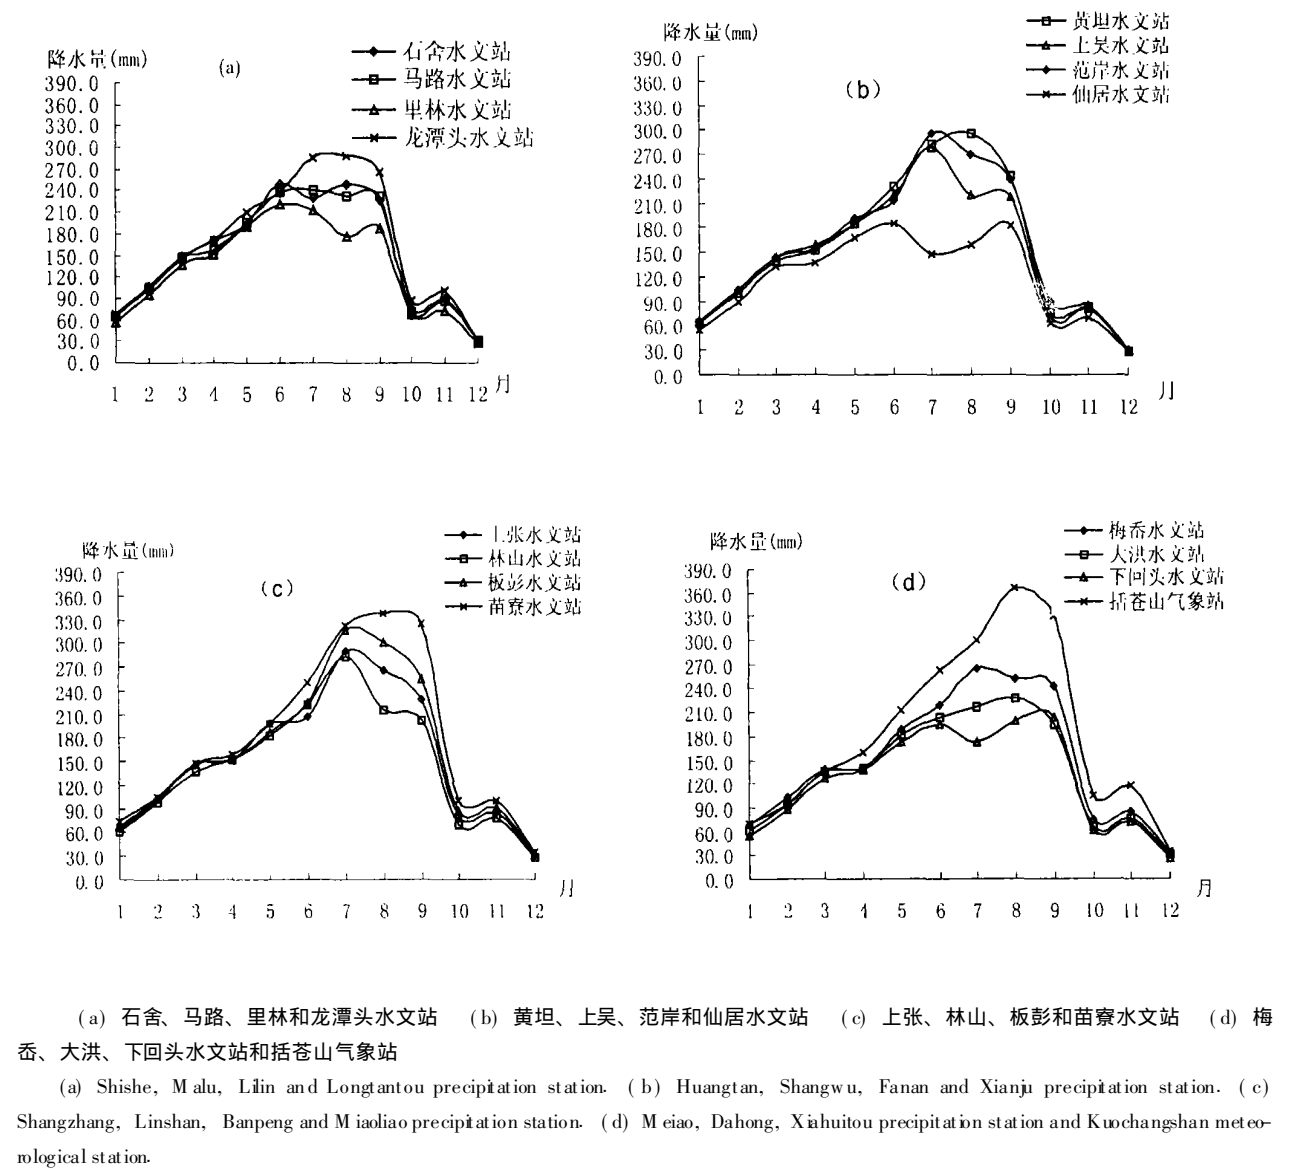 降水量(mm)
(a)
石舍水文站
马路水文站
里林水文站
龙潭头水文站
390.0
360.0
330.0
300.0
270.0
240.0
210.0
180.0
150.0
120.0
90.0
60.0
30.0
0.0
1 2 3 4 5 6 7 8 9 10 11 12 月
降水量(mm)
(b)
黄坦水文站
上吴水文站
范岸水文站
仙居水文站
390.0
360.0
330.0
300.0
270.0
240.0
210.0
180.0
150.0
120.0
90.0
60.0
30.0
0.0
1 2 3 4 5 6 7 8 9 10 11 12 月
降水量(mm)
(c)
上张水文站
林山水文站
板彭水文站
苗寮水文站
390.0
360.0
330.0
300.0
270.0
240.0
210.0
180.0
150.0
120.0
90.0
60.0
30.0
0.0
1 2 3 4 5 6 7 8 9 10 11 12 月
降水量(mm)
(d)
梅岙水文站
大洪水文站
下回头水文站
括苍山气象站
390.0
360.0
330.0
300.0
270.0
240.0
210.0
180.0
150.0
120.0
90.0
60.0
30.0
0.0
1 2 3 4 5 6 7 8 9 10 11 12 月
(a) 石舍、马路、里林和龙潭头水文站 (b) 黄坦、上吴、范岸和仙居水文站 (c) 上张、林山、板彭和苗寮水文站 (d) 梅
岙、大洪、下回头水文站和括苍山气象站
(a) Shishe, Malu, Lilin and Longtantou precipitation station. (b) Huangtan, Shangwu, Fanan and Xianju precipitation station. (c)
Shangzhang, Linshan, Banpeng and Miaoliao precipitation station. (d) Meiao, Dahong, Xiahuitou precipitation station and Kuochangshan meteo-
rological station.